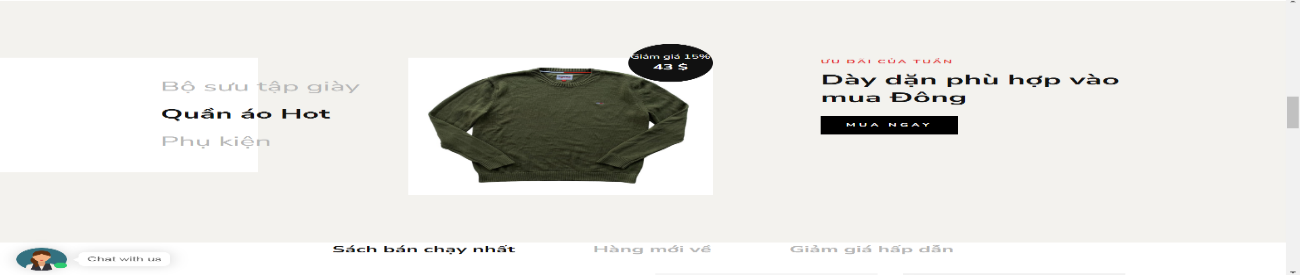 Bộ sưu tập giày
Quần áo Hot
Phụ kiện
Giảm giá 15%
43 $
ƯU ĐÃI CỦA TUẦN
Dày dặn phù hợp vào
mua Đông
MUA NGAY
Sách bán chạy nhất
Hàng mới về
Giảm giá hấp dẫn
Chat with us